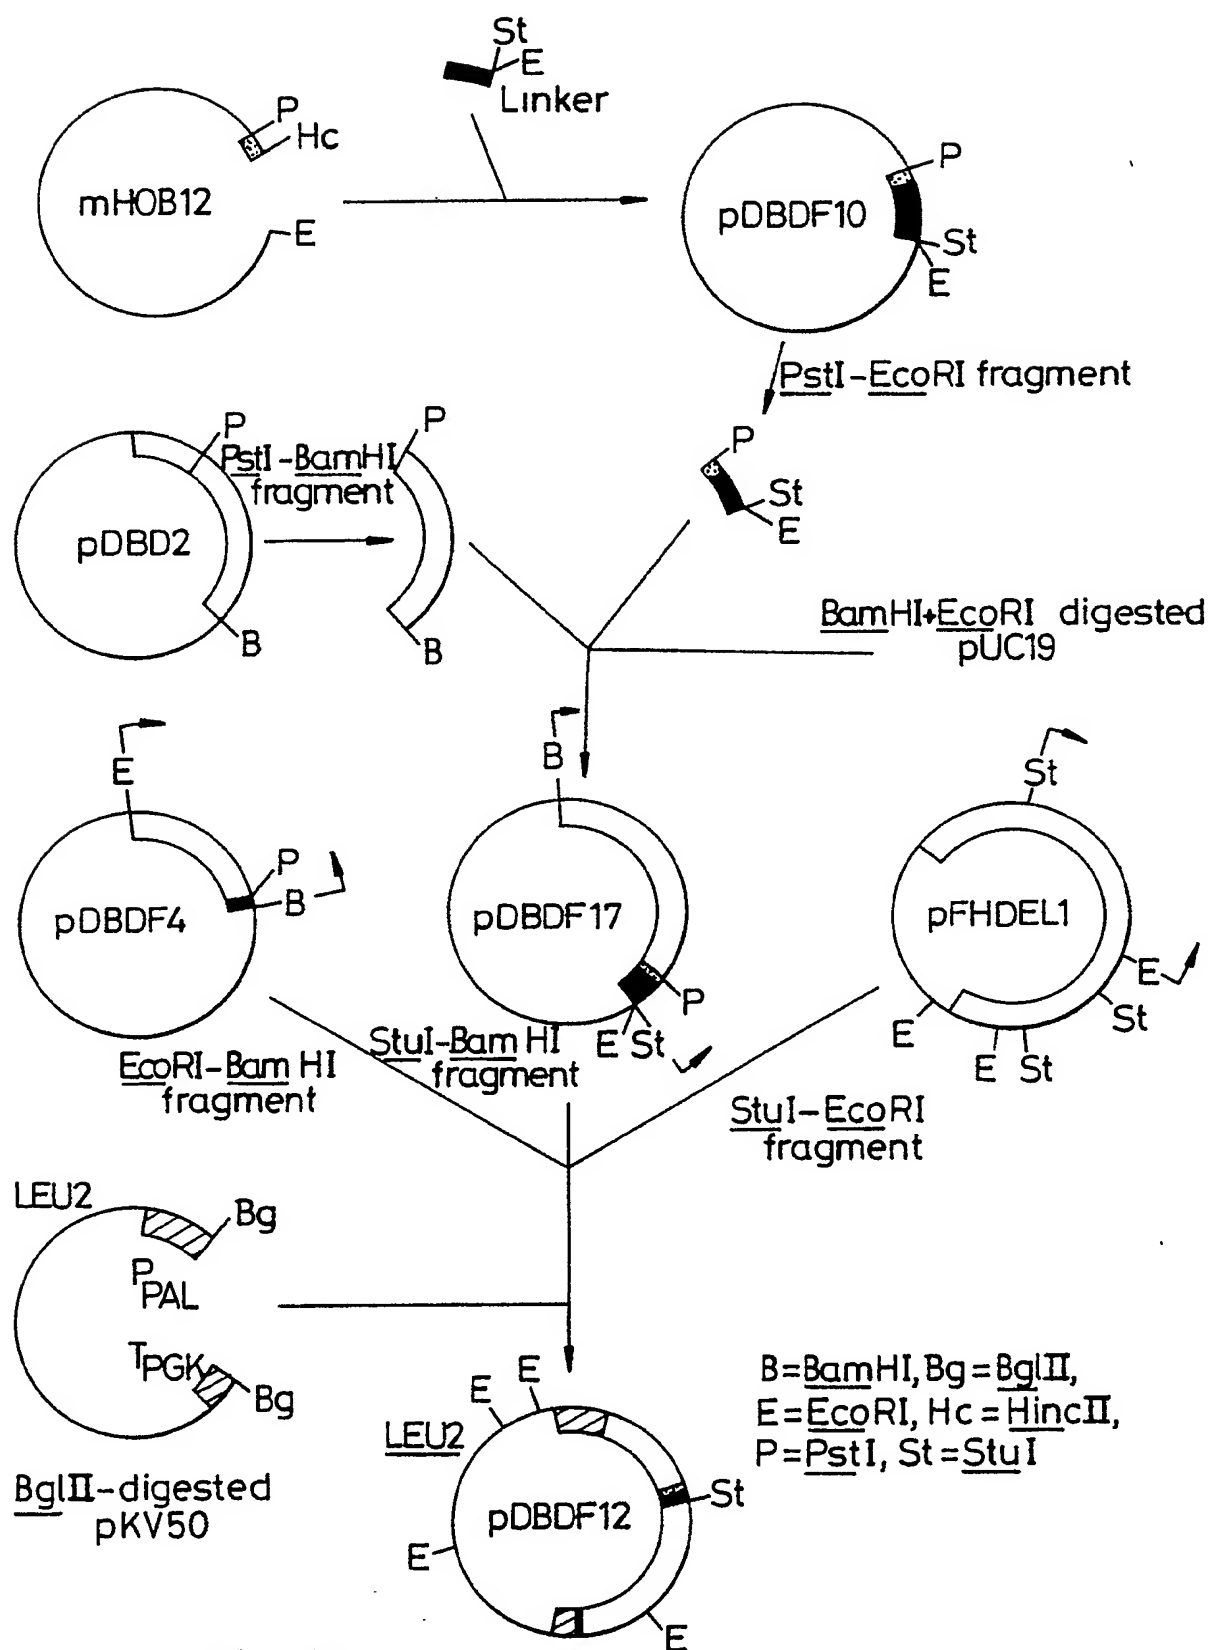 St
E
Linker
P
Hc
mHOB12
E
P
pDBDF10
St
E
PstI-EcoRI fragment
P
PstI-BamHI
fragment
P
P
St
E
pDBD2
B
B
BamHI+EcoRI digested
pUC19
E
B
St
P
B
pDBDF4
pDBDF17
pFHDEL1
P
E
E
St
E
St
E
St
EcoRI-Bam HI
fragment
StuI-Bam HI
fragment
StuI-EcoRI
fragment
LEU2
Bg
PPAL
TPGK
Bg
BglII-digested
pKV50
E
E
LEU2
St
pDBDF12
E
E
B=BamHI, Bg=BglII,
E=EcoRI, Hc=HincII,
P=PstI, St=StuI